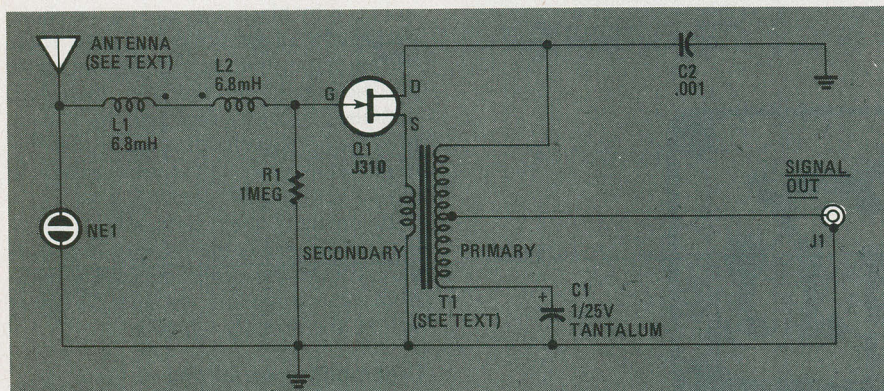 ANTENNA
(SEE TEXT)
L2
6.8mH
L1
6.8mH
G
D
S
Q1
J310
R1
1MEG
NE1
SECONDARY
PRIMARY
T1
(SEE TEXT)
C1
+
1/25V
TANTALUM
C2
.001
SIGNAL
OUT
J1